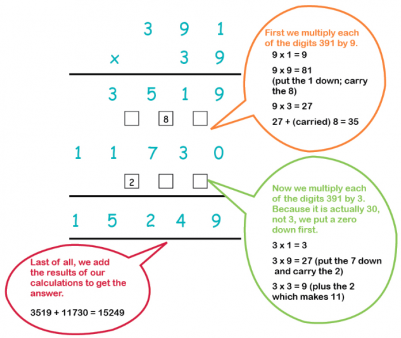 3 9 1
x 3 9
3 5 1 9
8
1 1 7 3 0
2
1 5 2 4 9
First we multiply each
of the digits 391 by 9.
9 x 1 = 9
9 x 9 = 81
(put the 1 down; carry
the 8)
9 x 3 = 27
27 + (carried) 8 = 35
Now we multiply each
of the digits 391 by 3.
Because it is actually 30,
not 3, we put a zero
down first.
3 x 1 = 3
3 x 9 = 27 (put the 7 down
and carry the 2)
3 x 3 = 9 (plus the 2
which makes 11)
Last of all, we add
the results of our
calculations to get the
answer.
3519 + 11730 = 15249